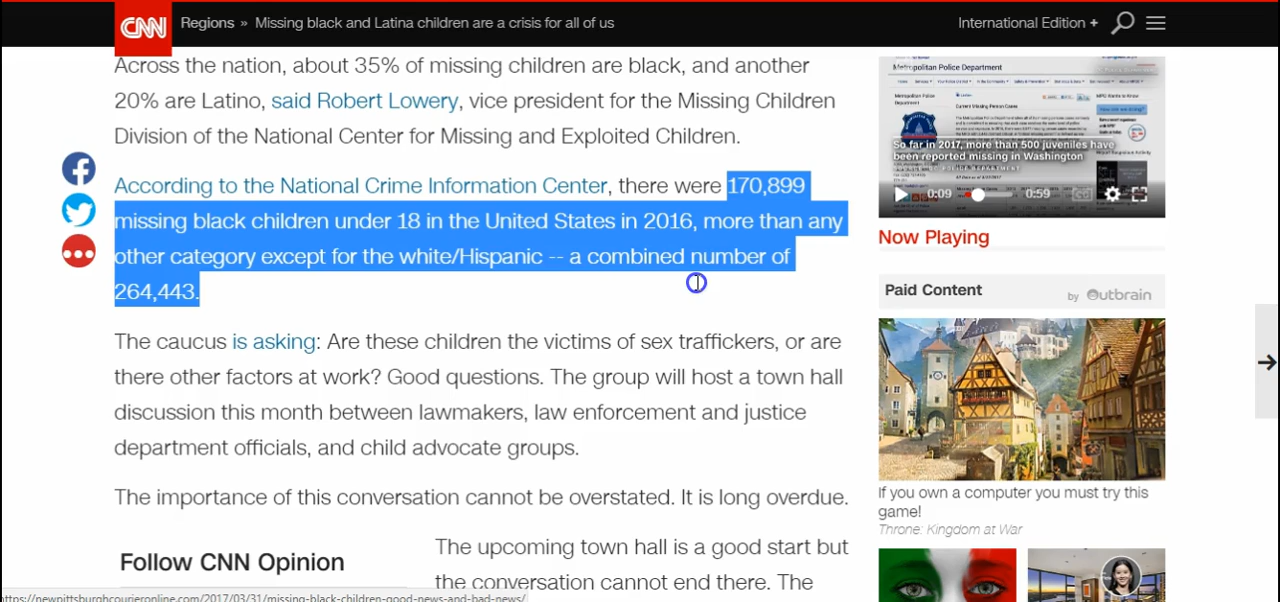 CNN Regions » Missing black and Latina children are a crisis for all of us International Edition +
Across the nation, about 35% of missing children are black, and another
20% are Latino, said Robert Lowery, vice president for the Missing Children
Division of the National Center for Missing and Exploited Children.
According to the National Crime Information Center, there were 170,899
missing black children under 18 in the United States in 2016, more than any
other category except for the white/Hispanic -- a combined number of
264,443.
The caucus is asking: Are these children the victims of sex traffickers, or are
there other factors at work? Good questions. The group will host a town hall
discussion this month between lawmakers, law enforcement and justice
department officials, and child advocate groups.
The importance of this conversation cannot be overstated. It is long overdue.
Follow CNN Opinion
The upcoming town hall is a good start but
the conversation cannot end there. The
Metropolitan Police Department
Current Missing Person Cases
So far in 2017, more than 500 juveniles have
been reported missing in Washington
0:09 0:59
Now Playing
Paid Content
by Outbrain
If you own a computer you must try this
game!
Throne: Kingdom at War
https://newpittsburghcourieronline.com/2017/03/31/missing-black-children-good-news-and-bad-news/